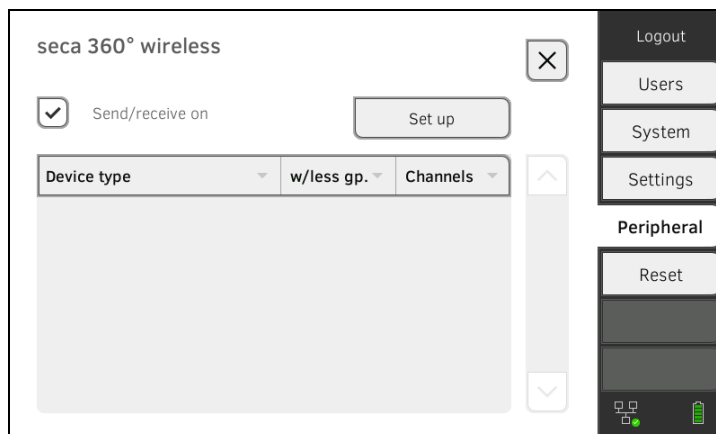 seca 360° wireless
Send/receive on
Set up
Device type
w/less gp.
Channels
Logout
Users
System
Settings
Peripheral
Reset